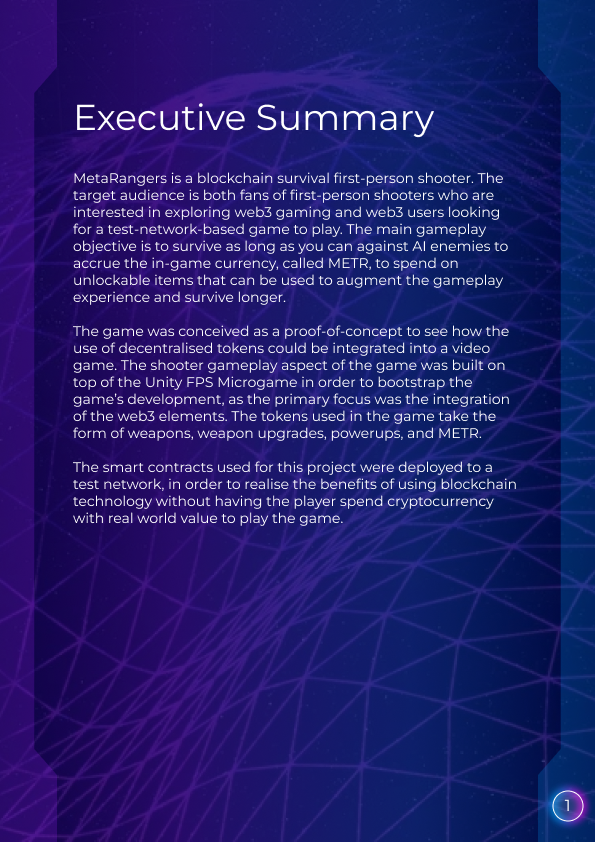 Executive Summary
MetaRangers is a blockchain survival first-person shooter. The
target audience is both fans of first-person shooters who are
interested in exploring web3 gaming and web3 users looking
for a test-network-based game to play. The main gameplay
objective is to survive as long as you can against AI enemies to
accrue the in-game currency, called METR, to spend on
unlockable items that can be used to augment the gameplay
experience and survive longer.
The game was conceived as a proof-of-concept to see how the
use of decentralised tokens could be integrated into a video
game. The shooter gameplay aspect of the game was built on
top of the Unity FPS Microgame in order to bootstrap the
game’s development, as the primary focus was the integration
of the web3 elements. The tokens used in the game take the
form of weapons, weapon upgrades, powerups, and METR.
The smart contracts used for this project were deployed to a
test network, in order to realise the benefits of using blockchain
technology without having the player spend cryptocurrency
with real world value to play the game.
1